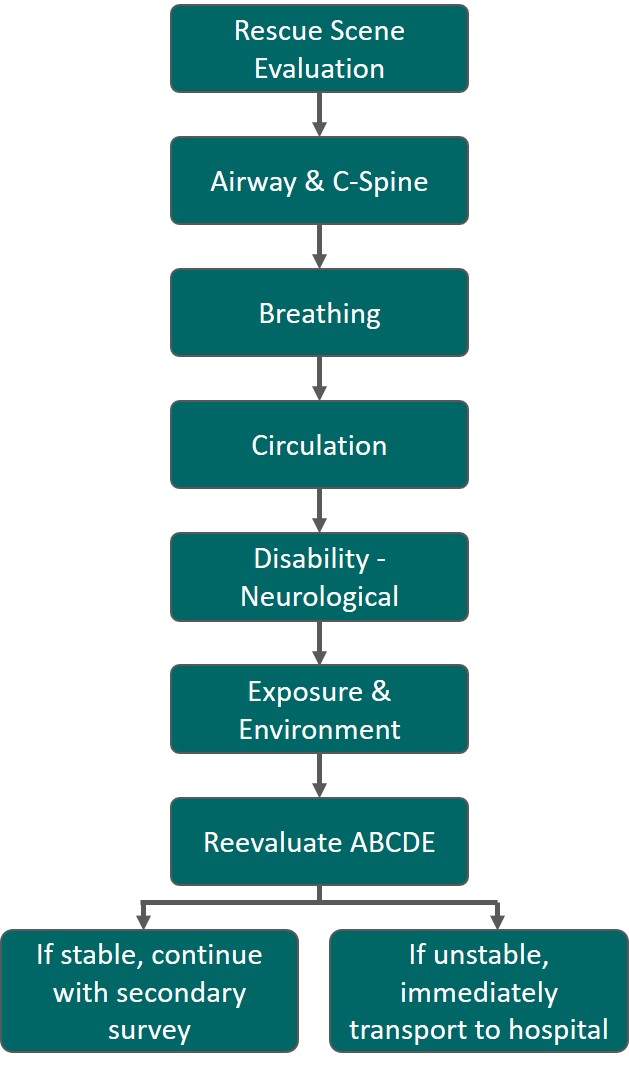 Rescue Scene
Evaluation
Airway & C-Spine
Breathing
Circulation
Disability -
Neurological
Exposure &
Environment
Reevaluate ABCDE
If stable, continue
with secondary
survey
If unstable,
immediately
transport to hospital